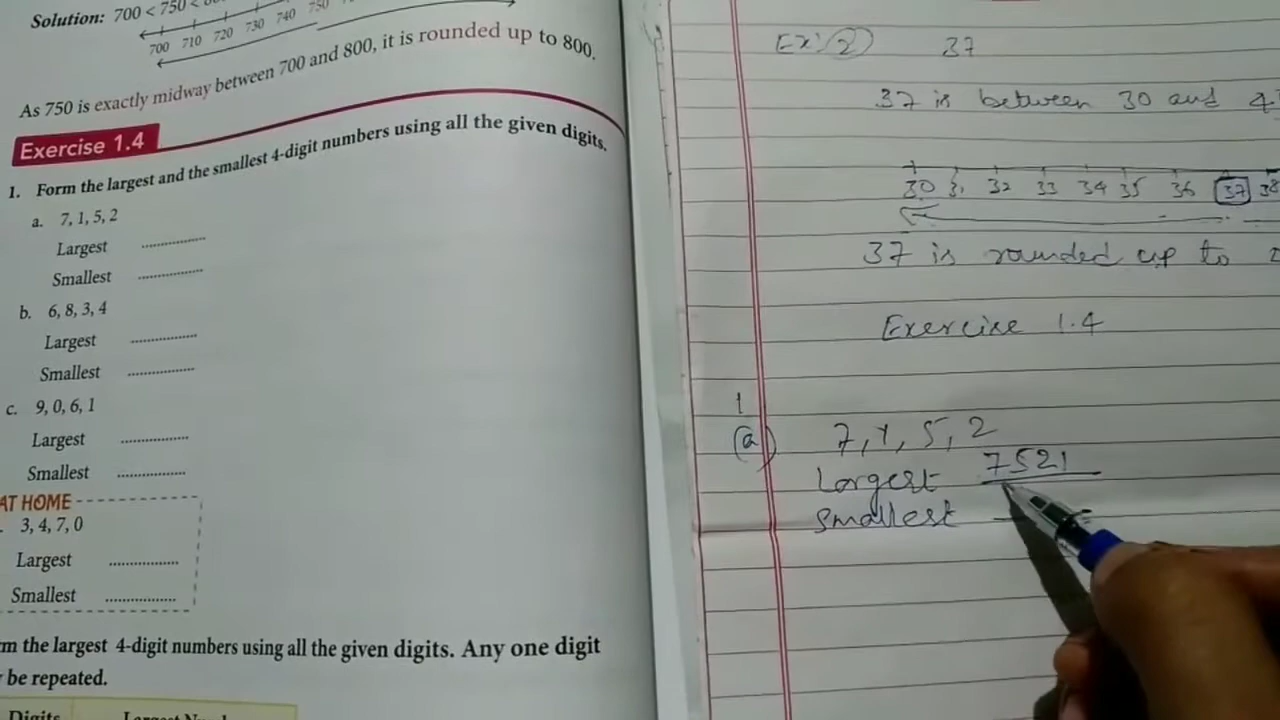 Solution: 700 < 750 <
700 710 720 730 740 750
As 750 is exactly midway between 700 and 800, it is rounded up to 800.
Exercise 1.4
1. Form the largest and the smallest 4-digit numbers using all the given digits.
a. 7, 1, 5, 2
Largest ..............
Smallest ..............
b. 6, 8, 3, 4
Largest ..............
Smallest ..............
c. 9, 0, 6, 1
Largest ..............
Smallest ..............
AT HOME
3, 4, 7, 0
Largest ..............
Smallest ..............
the largest 4-digit numbers using all the given digits. Any one digit
be repeated.
Digits
Ex: 2) 37
37 is between 30 and
30 31 32 33 34 35 36 37 38
37 is rounded up to
Exercise 1.4
1
(a) 7, 1, 5, 2
Largest 7521
Smallest